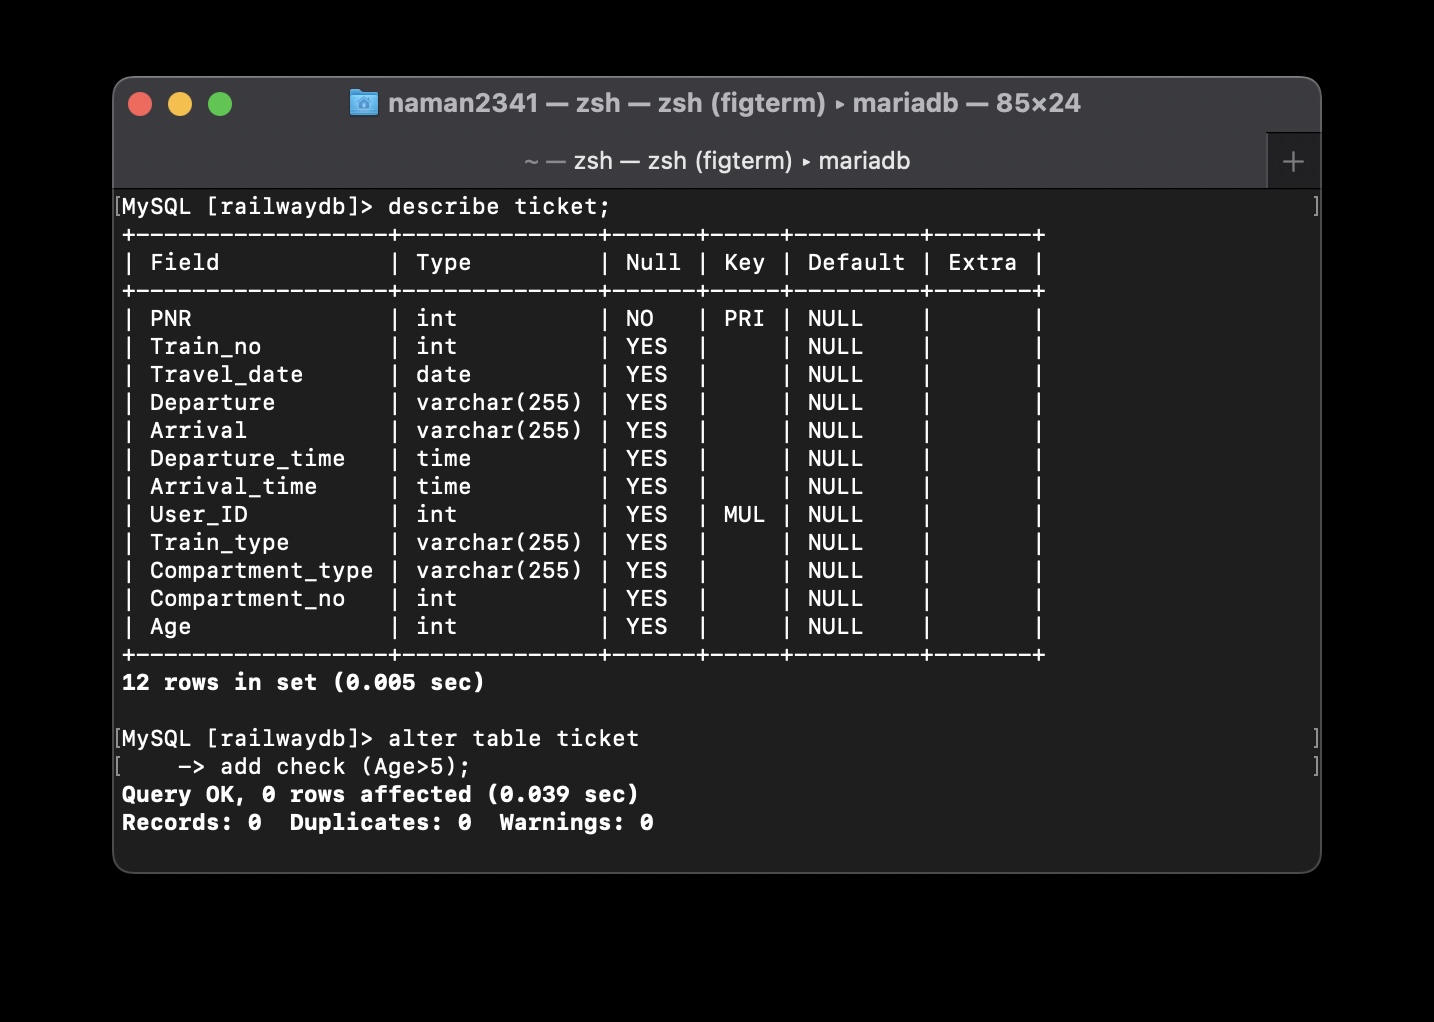 naman2341 — zsh — zsh (figterm) ▸ mariadb — 85×24
~ — zsh — zsh (figterm) ▸ mariadb
MySQL [railwaydb]> describe ticket;
+------------------+--------------+------+-----+---------+-------+
| Field            | Type         | Null | Key | Default | Extra |
+------------------+--------------+------+-----+---------+-------+
| PNR              | int          | NO   | PRI | NULL    |       |
| Train_no         | int          | YES  |     | NULL    |       |
| Travel_date      | date         | YES  |     | NULL    |       |
| Departure        | varchar(255) | YES  |     | NULL    |       |
| Arrival          | varchar(255) | YES  |     | NULL    |       |
| Departure_time   | time         | YES  |     | NULL    |       |
| Arrival_time     | time         | YES  |     | NULL    |       |
| User_ID          | int          | YES  | MUL | NULL    |       |
| Train_type       | varchar(255) | YES  |     | NULL    |       |
| Compartment_type | varchar(255) | YES  |     | NULL    |       |
| Compartment_no   | int          | YES  |     | NULL    |       |
| Age              | int          | YES  |     | NULL    |       |
+------------------+--------------+------+-----+---------+-------+
12 rows in set (0.005 sec)
MySQL [railwaydb]> alter table ticket
    -> add check (Age>5);
Query OK, 0 rows affected (0.039 sec)
Records: 0  Duplicates: 0  Warnings: 0